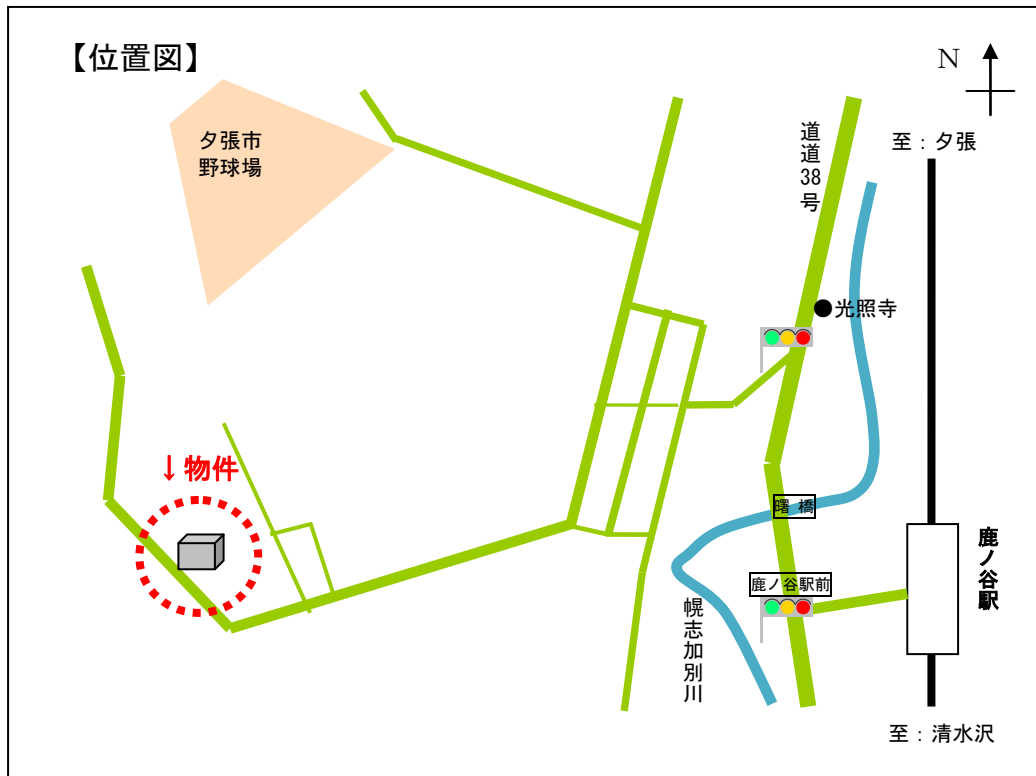 【位置図】
N
夕張市
野球場
道道38号
至：夕張
●光照寺
↓物件
曙橋
鹿ノ谷駅前
鹿ノ谷駅
幌志加別川
至：清水沢